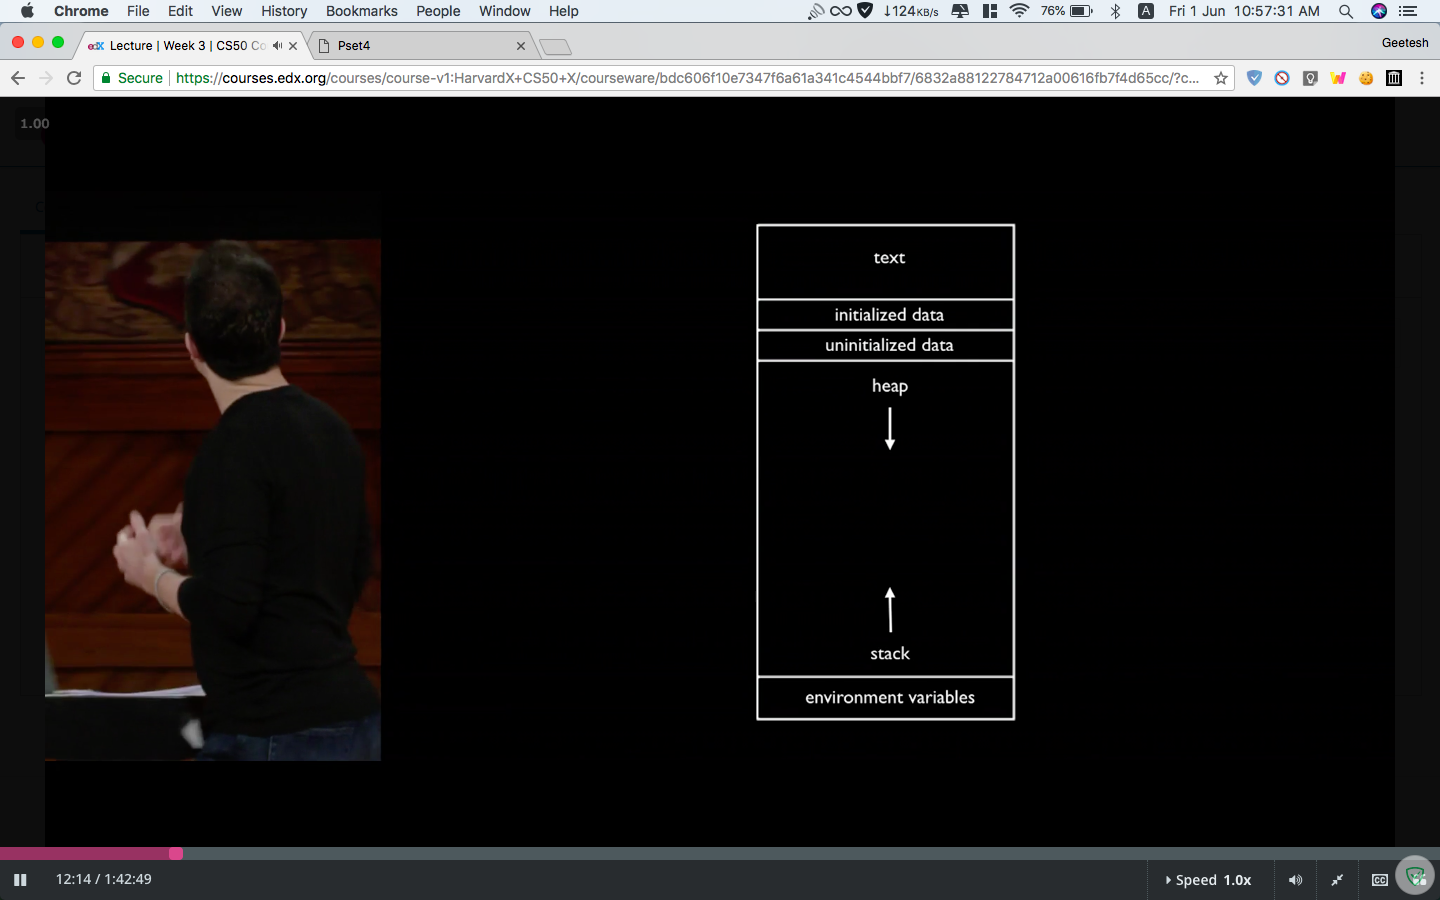 Chrome File Edit View History Bookmarks People Window Help
↓124KB/s 76% A Fri 1 Jun 10:57:31 AM
edX Lecture | Week 3 | CS50 Co
Pset4
Geetesh
Secure https://courses.edx.org/courses/course-v1:HarvardX+CS50+X/courseware/bdc606f10e7347f6a61a341c4544bbf7/6832a88122784712a00616fb7f4d65cc/?c...
1.00
text
initialized data
uninitialized data
heap
stack
environment variables
12:14 / 1:42:49
Speed 1.0x
CC